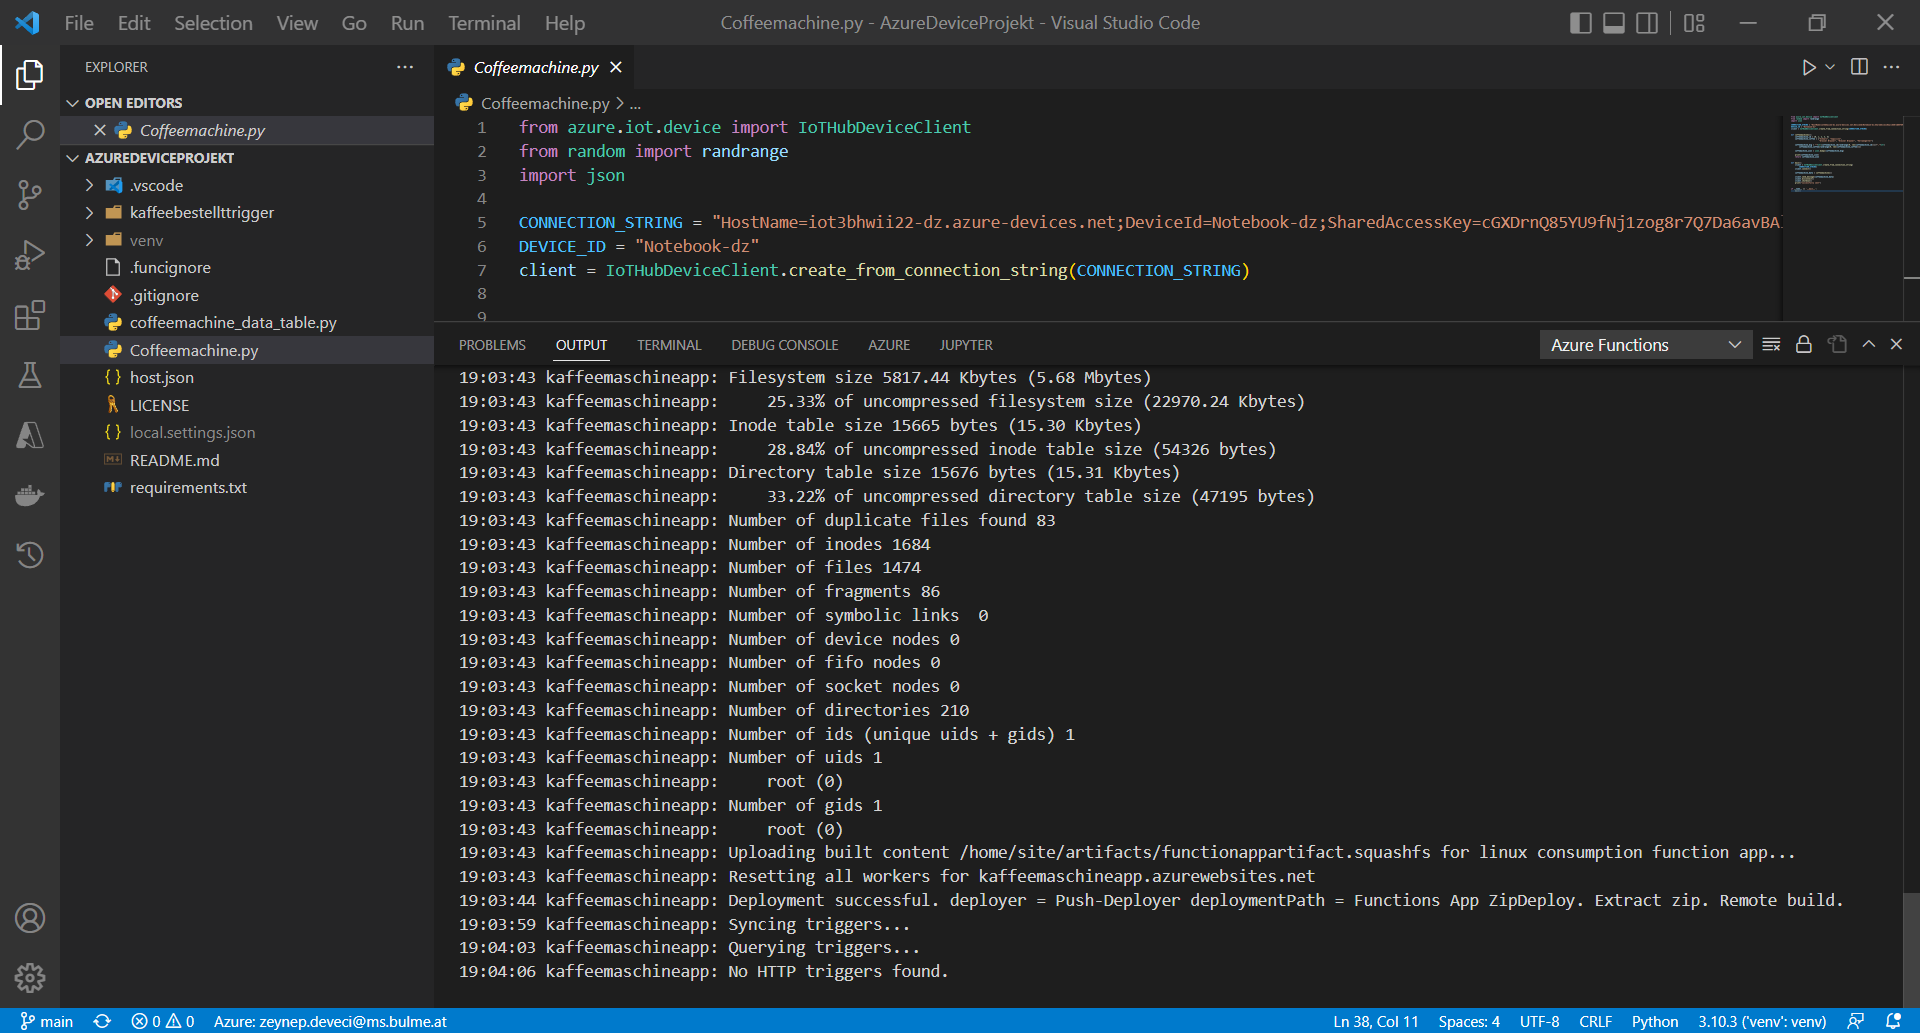 File Edit Selection View Go Run Terminal Help
Coffeemachine.py - AzureDeviceProjekt - Visual Studio Code
EXPLORER
OPEN EDITORS
Coffeemachine.py
AZUREDEVICEPROJEKT
.vscode
kaffeebestellttrigger
venv
.funcignore
.gitignore
coffeemachine_data_table.py
Coffeemachine.py
{ } host.json
LICENSE
{ } local.settings.json
README.md
requirements.txt
Coffeemachine.py
Coffeemachine.py > ...
1 from azure.iot.device import IoTHubDeviceClient
2 from random import randrange
3 import json
4
5 CONNECTION_STRING = "HostName=iot3bhwii22-dz.azure-devices.net;DeviceId=Notebook-dz;SharedAccessKey=cGXDrnQ85YU9fNj1zog8r7Q7Da6avBA
6 DEVICE_ID = "Notebook-dz"
7 client = IoTHubDeviceClient.create_from_connection_string(CONNECTION_STRING)
8
9
PROBLEMS OUTPUT TERMINAL DEBUG CONSOLE AZURE JUPYTER
Azure Functions
19:03:43 kaffeemaschineapp: Filesystem size 5817.44 Kbytes (5.68 Mbytes)
19:03:43 kaffeemaschineapp:     25.33% of uncompressed filesystem size (22970.24 Kbytes)
19:03:43 kaffeemaschineapp: Inode table size 15665 bytes (15.30 Kbytes)
19:03:43 kaffeemaschineapp:     28.84% of uncompressed inode table size (54326 bytes)
19:03:43 kaffeemaschineapp: Directory table size 15676 bytes (15.31 Kbytes)
19:03:43 kaffeemaschineapp:     33.22% of uncompressed directory table size (47195 bytes)
19:03:43 kaffeemaschineapp: Number of duplicate files found 83
19:03:43 kaffeemaschineapp: Number of inodes 1684
19:03:43 kaffeemaschineapp: Number of files 1474
19:03:43 kaffeemaschineapp: Number of fragments 86
19:03:43 kaffeemaschineapp: Number of symbolic links  0
19:03:43 kaffeemaschineapp: Number of device nodes 0
19:03:43 kaffeemaschineapp: Number of fifo nodes 0
19:03:43 kaffeemaschineapp: Number of socket nodes 0
19:03:43 kaffeemaschineapp: Number of directories 210
19:03:43 kaffeemaschineapp: Number of ids (unique uids + gids) 1
19:03:43 kaffeemaschineapp: Number of uids 1
19:03:43 kaffeemaschineapp:     root (0)
19:03:43 kaffeemaschineapp: Number of gids 1
19:03:43 kaffeemaschineapp:     root (0)
19:03:43 kaffeemaschineapp: Uploading built content /home/site/artifacts/functionappartifact.squashfs for linux consumption function app...
19:03:43 kaffeemaschineapp: Resetting all workers for kaffeemaschineapp.azurewebsites.net
19:03:44 kaffeemaschineapp: Deployment successful. deployer = Push-Deployer deploymentPath = Functions App ZipDeploy. Extract zip. Remote build.
19:03:59 kaffeemaschineapp: Syncing triggers...
19:04:03 kaffeemaschineapp: Querying triggers...
19:04:06 kaffeemaschineapp: No HTTP triggers found.
main 0 0 Azure: zeynep.deveci@ms.bulme.at
Ln 38, Col 11 Spaces: 4 UTF-8 CRLF Python 3.10.3 ('venv': venv)